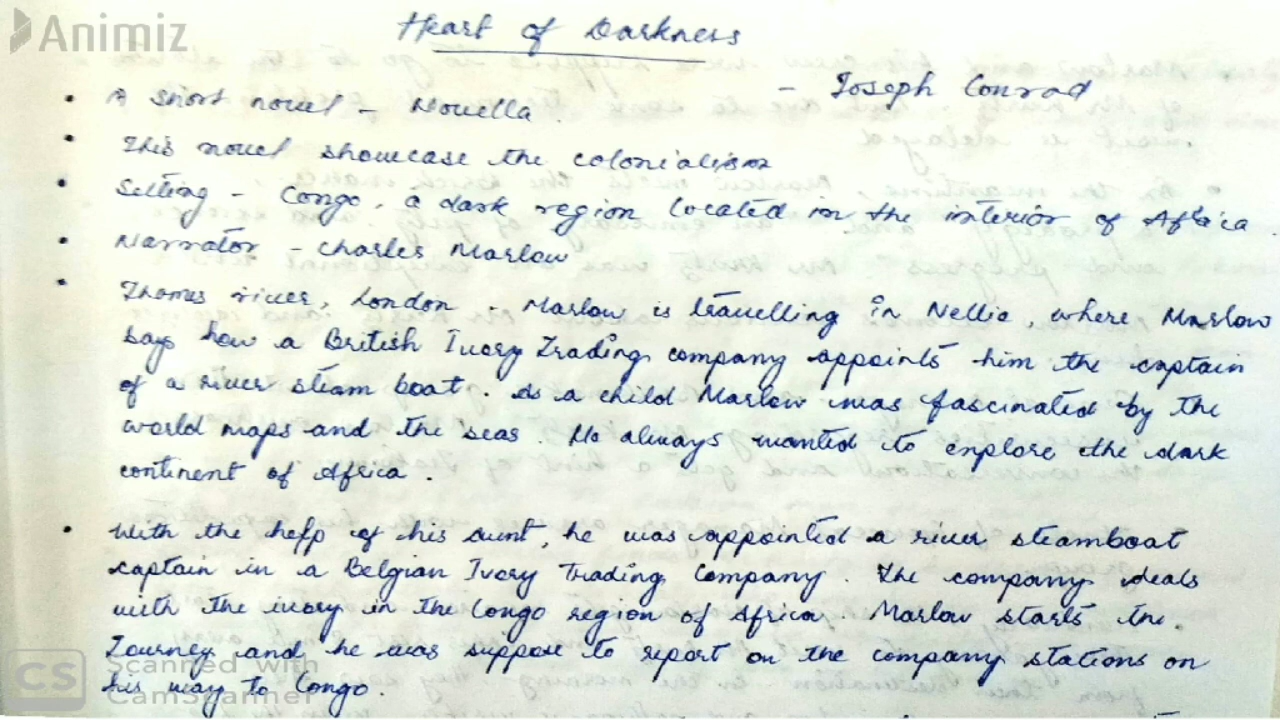 Animiz
Heart of Darkness
- Joseph Conrad
• A short novel - Novella.
• This novel showcase the colonialism
• Setting - Congo, a dark region located in the interior of Africa.
• Narrator - Charles Marlow
• Thames river, London - Marlow is travelling in Nellie, where Marlow
says how a British Ivory Trading company appoints him the captain
of a river steam boat. As a child Marlow was fascinated by the
world maps and the seas. He always wanted to explore the dark
continent of Africa.
• With the help of his aunt, he was appointed a river steamboat
captain in a Belgian Ivory Trading Company. The company deals
with the ivory in the Congo region of Africa. Marlow starts the
Journey and he was suppose to report on the company stations on
his way to Congo.
CS Scanned with
CamScanner